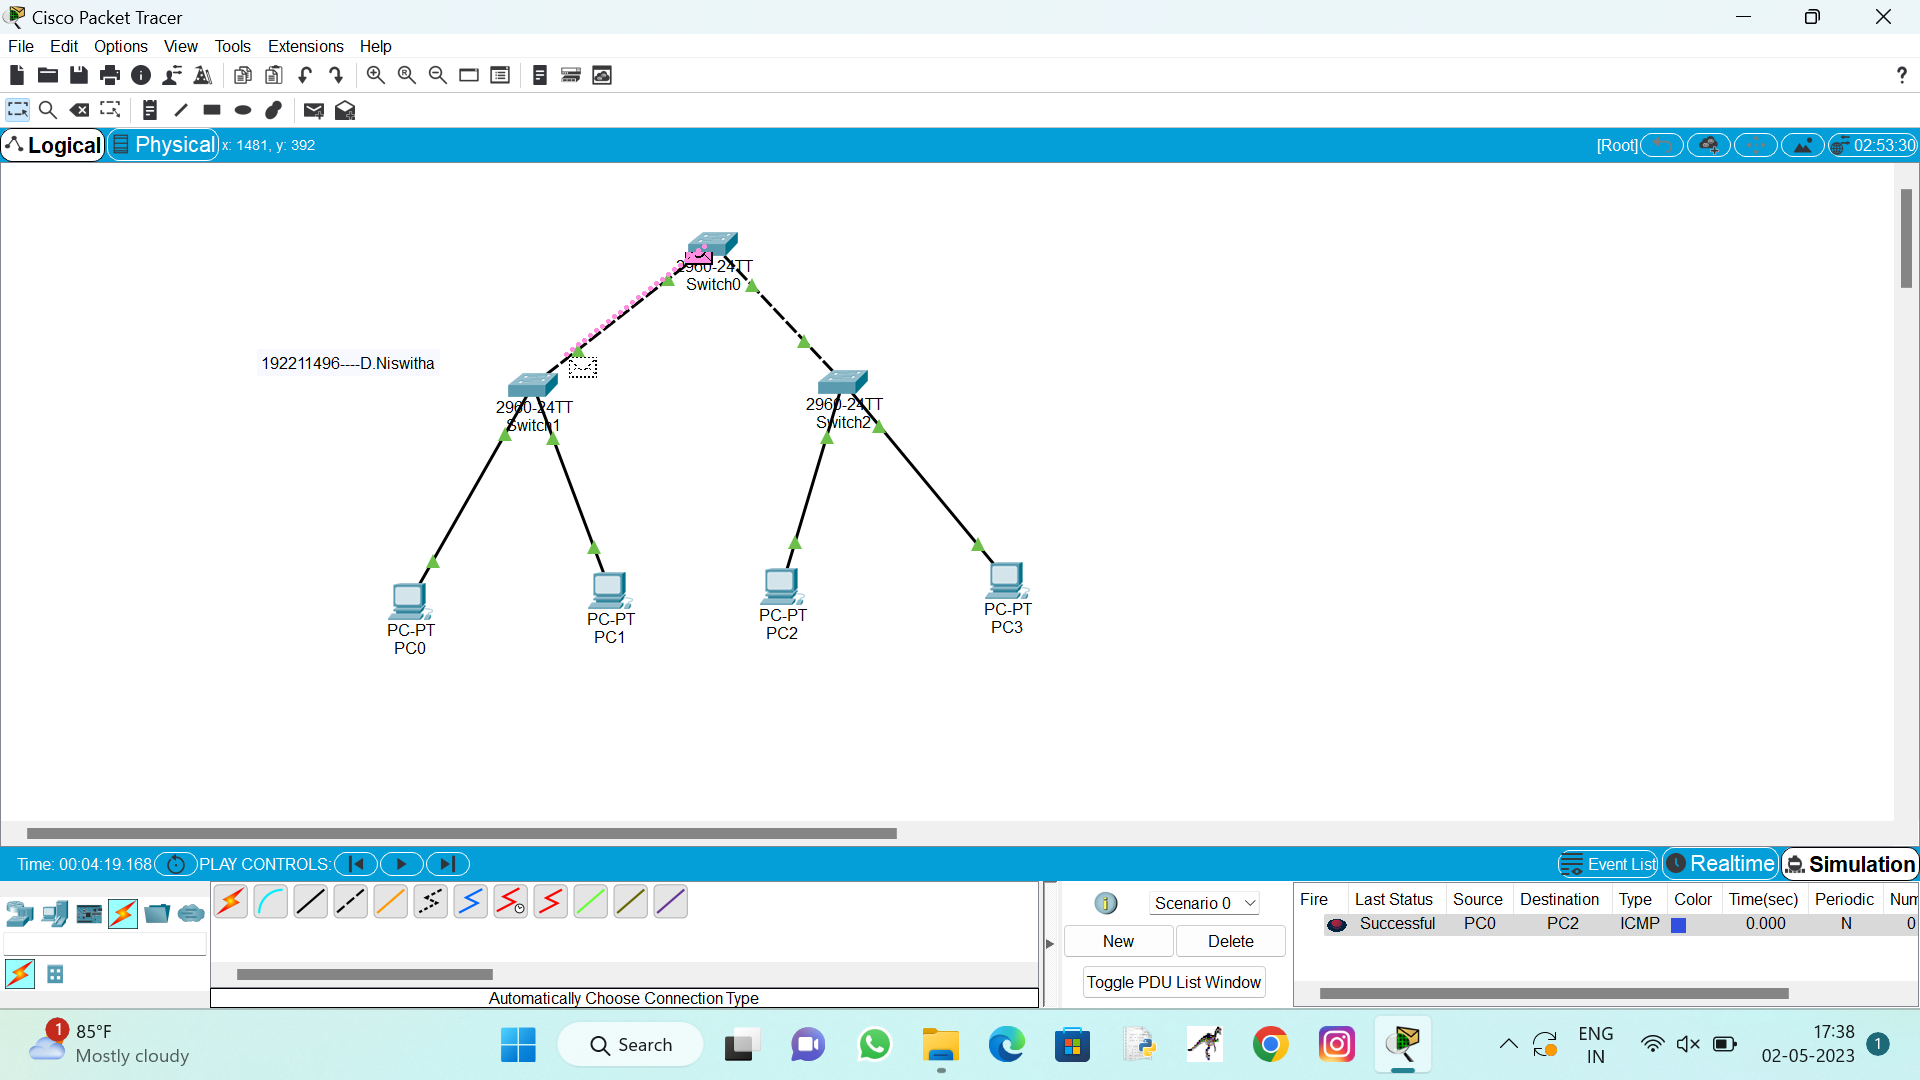 Cisco Packet Tracer
File Edit Options View Tools Extensions Help
?
Logical Physical x: 1481, y: 392 [Root] 02:53:30
2960-24TT
Switch0
192211496----D.Niswitha
2960-24TT
Switch1
2960-24TT
Switch2
PC-PT
PC0
PC-PT
PC1
PC-PT
PC2
PC-PT
PC3
Time: 00:04:19.168 PLAY CONTROLS: Event List Realtime Simulation
Scenario 0
New Delete
Toggle PDU List Window
Fire Last Status Source Destination Type Color Time(sec) Periodic Num
Successful PC0 PC2 ICMP 0.000 N 0
Automatically Choose Connection Type
1
85°F
Mostly cloudy
Search
ENG
IN
17:38
02-05-2023
1